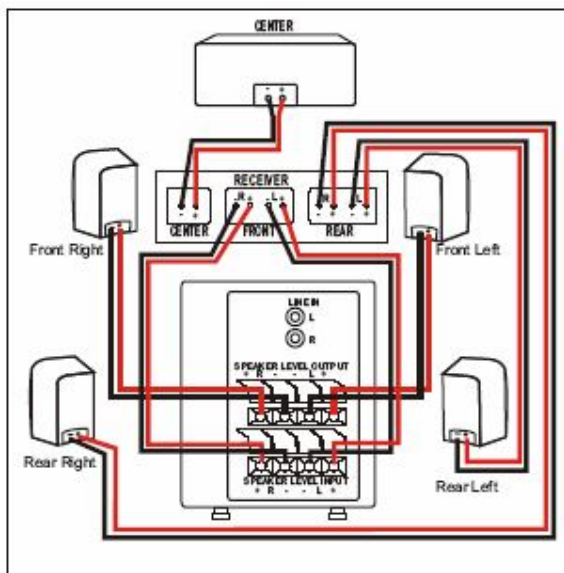 CENTER
- +
RECEIVER
R + L +
- + - -
CENTER FRONT
R L
- + - +
REAR
Front Right
Front Left
LINE IN
L
R
SPEAKER LEVEL OUTPUT
+ R - - L +
Rear Right
Rear Left
SPEAKER LEVEL INPUT
+ R - - L +